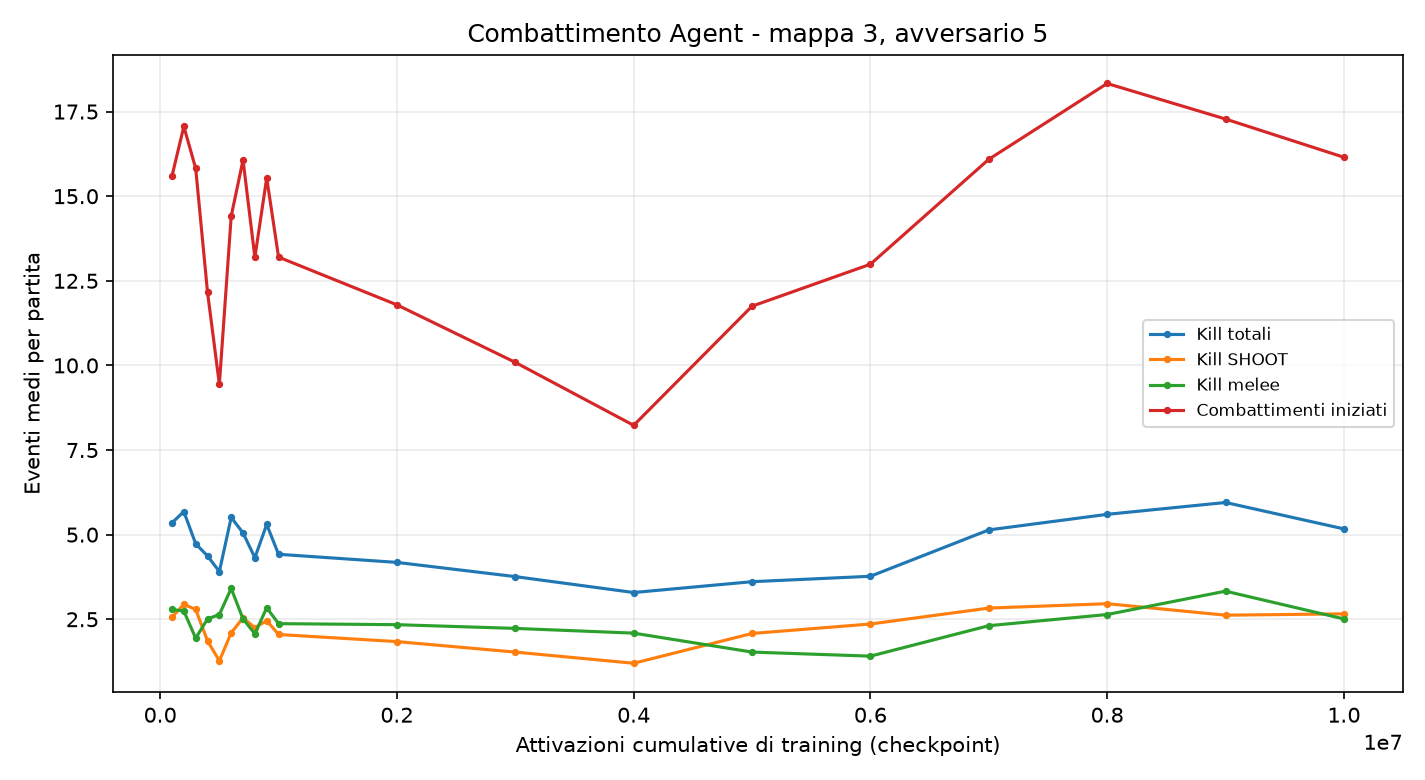 Combattimento Agent - mappa 3, avversario 5
Eventi medi per partita
17.5
15.0
12.5
10.0
7.5
5.0
2.5
Kill totali
Kill SHOOT
Kill melee
Combattimenti iniziati
0.0 0.2 0.4 0.6 0.8 1.0
1e7
Attivazioni cumulative di training (checkpoint)